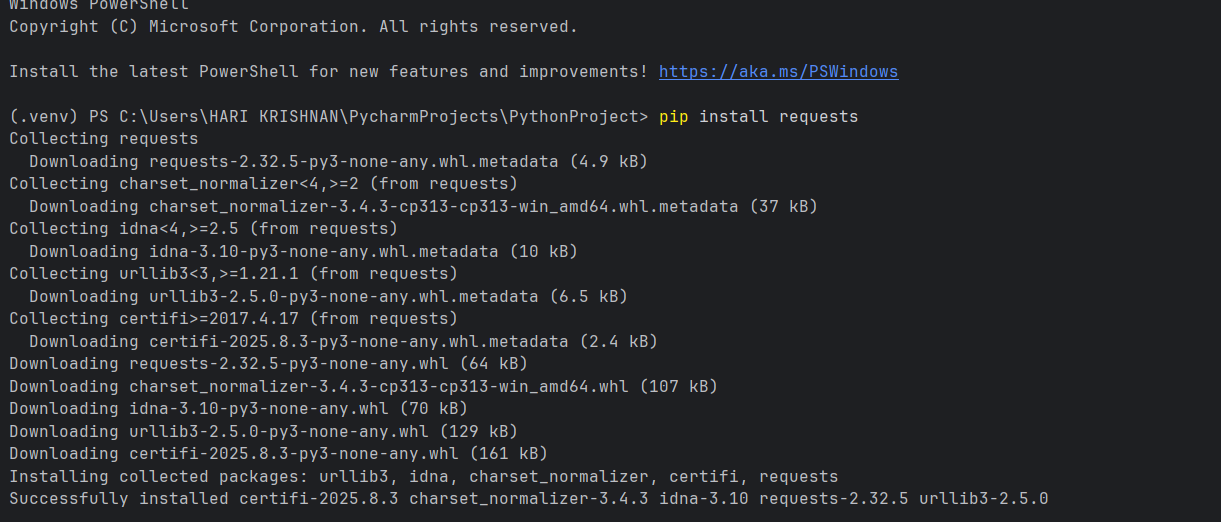 Windows PowerShell
Copyright (C) Microsoft Corporation. All rights reserved.
Install the latest PowerShell for new features and improvements! https://aka.ms/PSWindows
(.venv) PS C:\Users\HARI KRISHNAN\PycharmProjects\PythonProject> pip install requests
Collecting requests
  Downloading requests-2.32.5-py3-none-any.whl.metadata (4.9 kB)
Collecting charset_normalizer<4,>=2 (from requests)
  Downloading charset_normalizer-3.4.3-cp313-cp313-win_amd64.whl.metadata (37 kB)
Collecting idna<4,>=2.5 (from requests)
  Downloading idna-3.10-py3-none-any.whl.metadata (10 kB)
Collecting urllib3<3,>=1.21.1 (from requests)
  Downloading urllib3-2.5.0-py3-none-any.whl.metadata (6.5 kB)
Collecting certifi>=2017.4.17 (from requests)
  Downloading certifi-2025.8.3-py3-none-any.whl.metadata (2.4 kB)
Downloading requests-2.32.5-py3-none-any.whl (64 kB)
Downloading charset_normalizer-3.4.3-cp313-cp313-win_amd64.whl (107 kB)
Downloading idna-3.10-py3-none-any.whl (70 kB)
Downloading urllib3-2.5.0-py3-none-any.whl (129 kB)
Downloading certifi-2025.8.3-py3-none-any.whl (161 kB)
Installing collected packages: urllib3, idna, charset_normalizer, certifi, requests
Successfully installed certifi-2025.8.3 charset_normalizer-3.4.3 idna-3.10 requests-2.32.5 urllib3-2.5.0